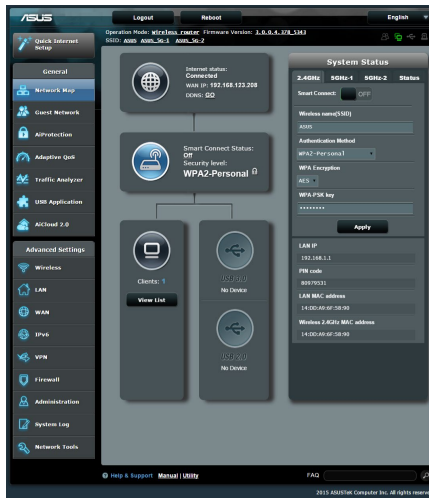 ASUS
Logout
Reboot
English
Quick Internet Setup
Operation Mode: Wireless router Firmware Version: 3.0.0.4.378_5343
SSID: ASUS ASUS_5G-1 ASUS_5G-2
General
Network Map
Guest Network
AiProtection
Adaptive QoS
Traffic Analyzer
USB Application
AiCloud 2.0
Advanced Settings
Wireless
LAN
WAN
IPv6
VPN
Firewall
Administration
System Log
Network Tools
Internet status:
Connected
WAN IP: 192.168.123.208
DDNS: GO
Smart Connect Status:
Off
Security level:
WPA2-Personal
Clients: 1
View List
USB 3.0
No Device
USB 2.0
No Device
System Status
2.4GHz 5GHz-1 5GHz-2 Status
Smart Connect: OFF
Wireless name(SSID)
ASUS
Authentication Method
WPA2-Personal
WPA Encryption
AES
WPA-PSK key
••••••••
Apply
LAN IP
192.168.1.1
PIN code
80979531
LAN MAC address
14:DD:A9:6F:58:90
Wireless 2.4GHz MAC address
14:DD:A9:6F:58:90
Help & Support Manual | Utility
FAQ
2015 ASUSTeK Computer Inc. All rights reserve